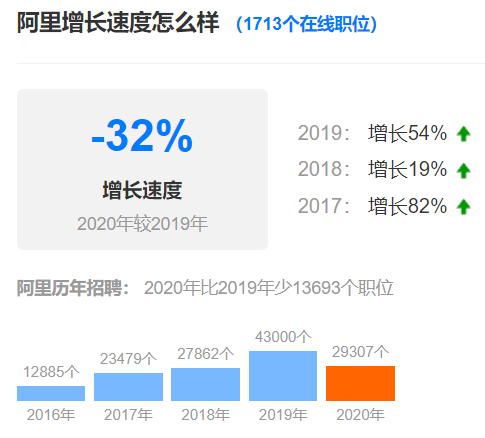 阿里增长速度怎么样 （1713个在线职位）
-32%
增长速度
2020年较2019年
2019： 增长54%
2018： 增长19%
2017： 增长82%
阿里历年招聘： 2020年比2019年少13693个职位
12885个 23479个 27862个 43000个 29307个
2016年 2017年 2018年 2019年 2020年